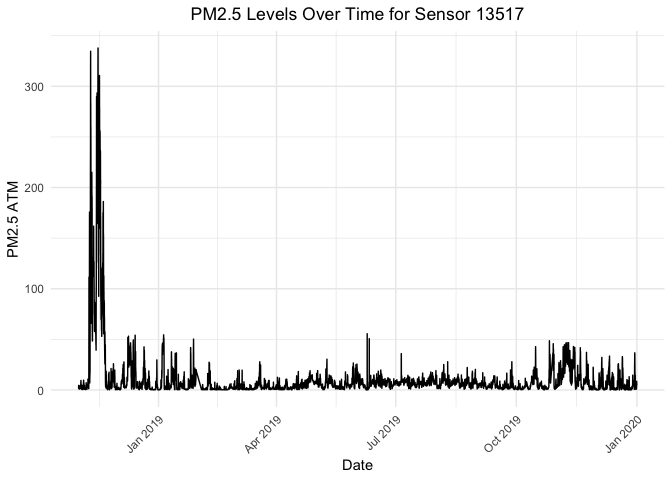 PM2.5 Levels Over Time for Sensor 13517
300
200
100
0
PM2.5 ATM
Jan 2019
Apr 2019
Jul 2019
Oct 2019
Jan 2020
Date